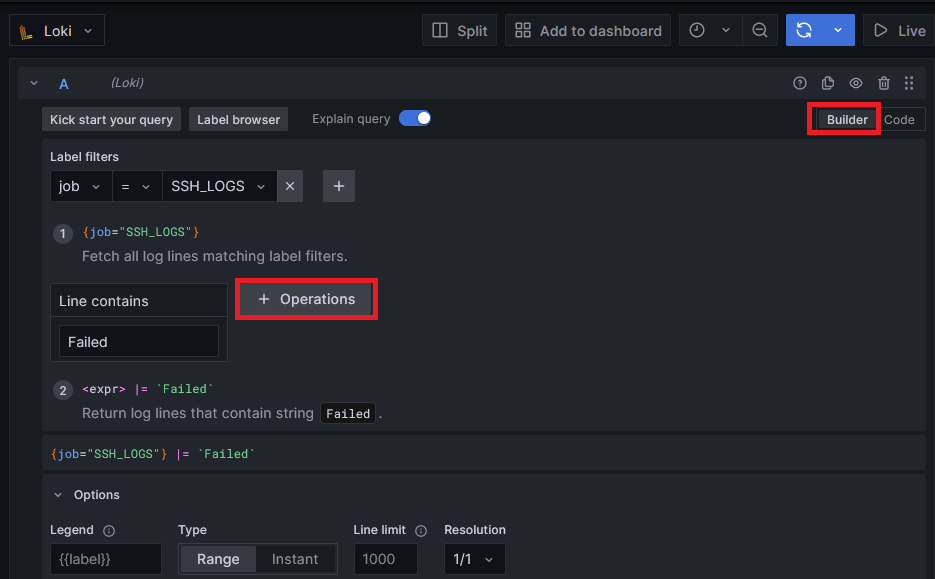 Loki
Split
Add to dashboard
Live
A
(Loki)
Kick start your query
Label browser
Explain query
Builder
Code
Label filters
job
=
SSH_LOGS
1
{job="SSH_LOGS"}
Fetch all log lines matching label filters.
Line contains
+ Operations
Failed
2
<expr> |= `Failed`
Return log lines that contain string Failed .
{job="SSH_LOGS"} |= `Failed`
Options
Legend
Type
Line limit
Resolution
{{label}}
Range
Instant
1000
1/1